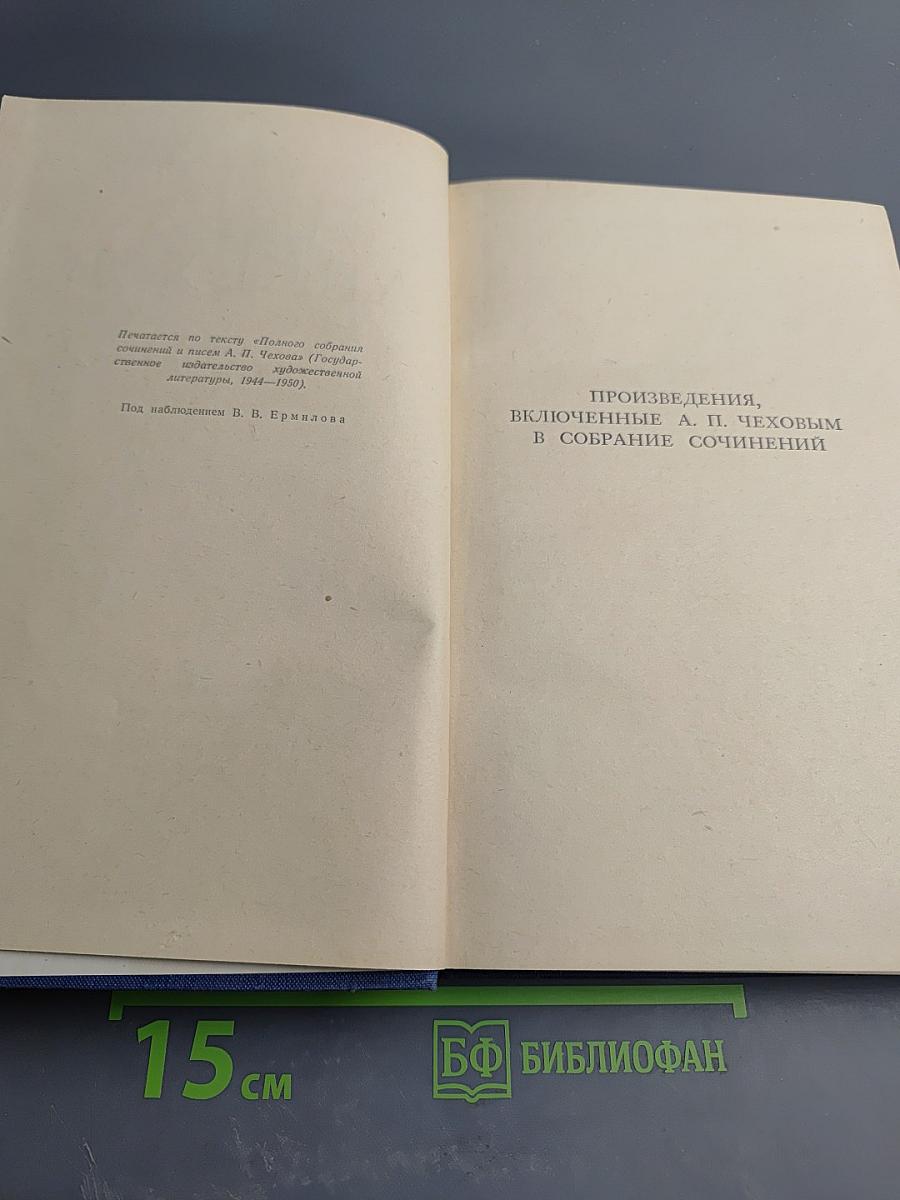 Печатается по тексту «Полного собрания
сочинений и писем А. П. Чехова» (Государ-
ственное издательство художественной
литературы, 1944—1950).
Под наблюдением В. В. Ермилова
ПРОИЗВЕДЕНИЯ,
ВКЛЮЧЕННЫЕ А. П. ЧЕХОВЫМ
В СОБРАНИЕ СОЧИНЕНИЙ
15 см
БФ БИБЛИОФАН